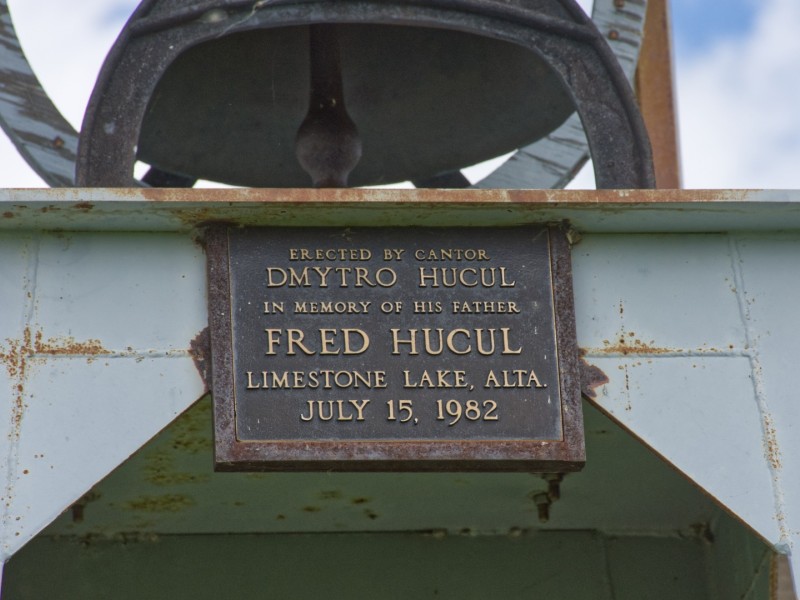 ERECTED BY CANTOR
DMYTRO HUCUL
IN MEMORY OF HIS FATHER
FRED HUCUL
LIMESTONE LAKE, ALTA.
JULY 15, 1982